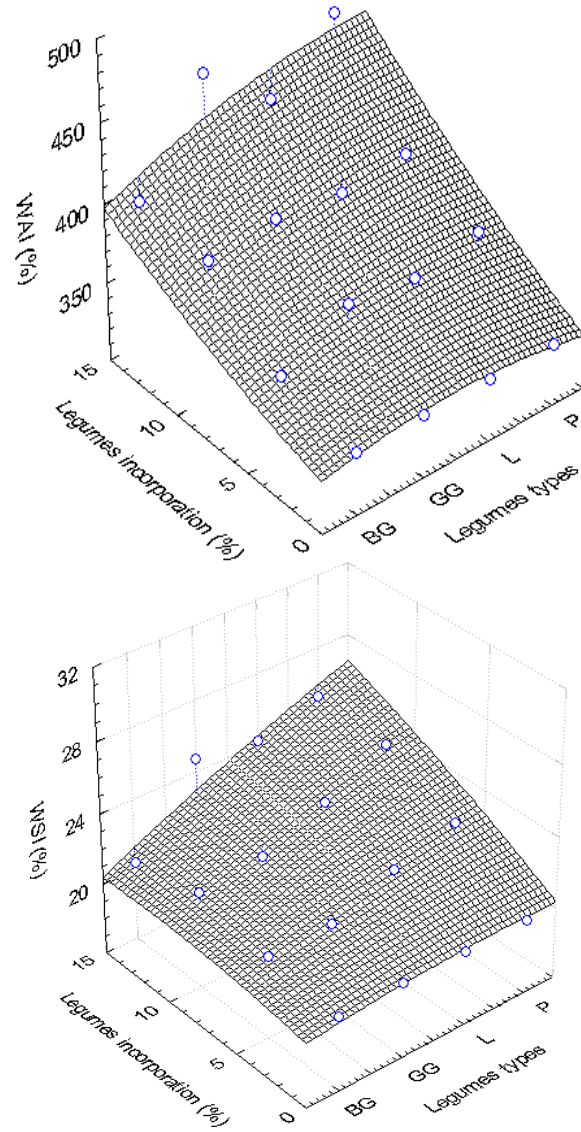 500
450
400
350
WAI (%)
15
10
5
0
Legumes incorporation (%)
BG
GG
L
P
Legumes types
32
28
24
20
WSI (%)
15
10
5
0
Legumes incorporation (%)
BG
GG
L
P
Legumes types